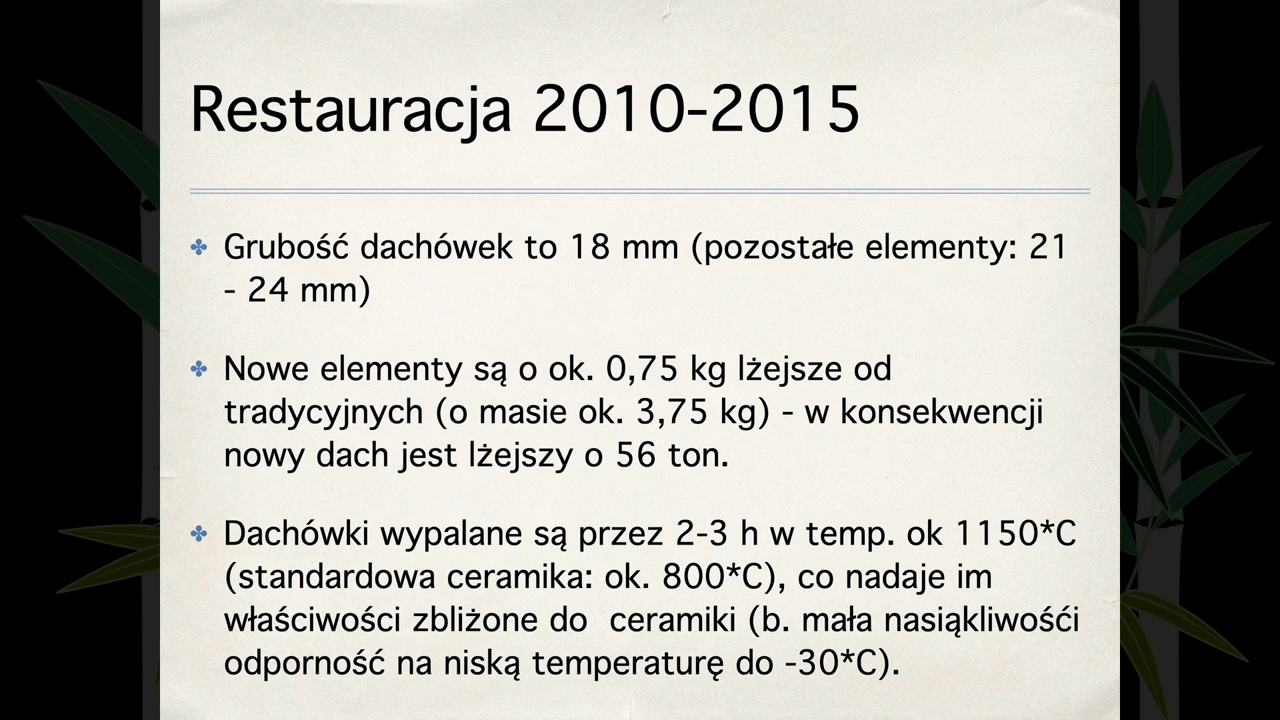 Restauracja 2010-2015
Grubość dachówek to 18 mm (pozostałe elementy: 21
- 24 mm)
Nowe elementy są o ok. 0,75 kg lżejsze od
tradycyjnych (o masie ok. 3,75 kg) - w konsekwencji
nowy dach jest lżejszy o 56 ton.
Dachówki wypalane są przez 2-3 h w temp. ok 1150*C
(standardowa ceramika: ok. 800*C), co nadaje im
właściwości zbliżone do  ceramiki (b. mała nasiąkliwośći
odporność na niską temperaturę do -30*C).